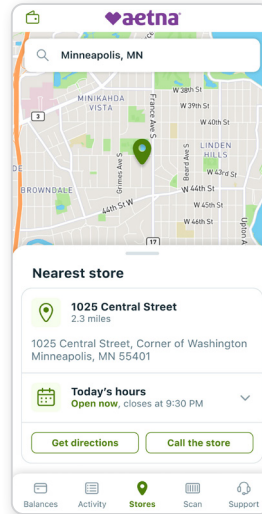 aetna
Minneapolis, MN
W 38th St
MINIKAHDA
VISTA
France Ave S
W 39th St
3
W 40th St
LINDEN
HILLS
Grimes Ave S
Beard Ave S
W 43rd St
BROWNDALE
W 44th St
44th St W
W 45th St
W 46th St
Upton A
17
Nearest store
1025 Central Street
2.3 miles
1025 Central Street, Corner of Washington
Minneapolis, MN 55401
Today's hours
Open now, closes at 9:30 PM
Get directions
Call the store
Balances
Activity
Stores
Scan
Support